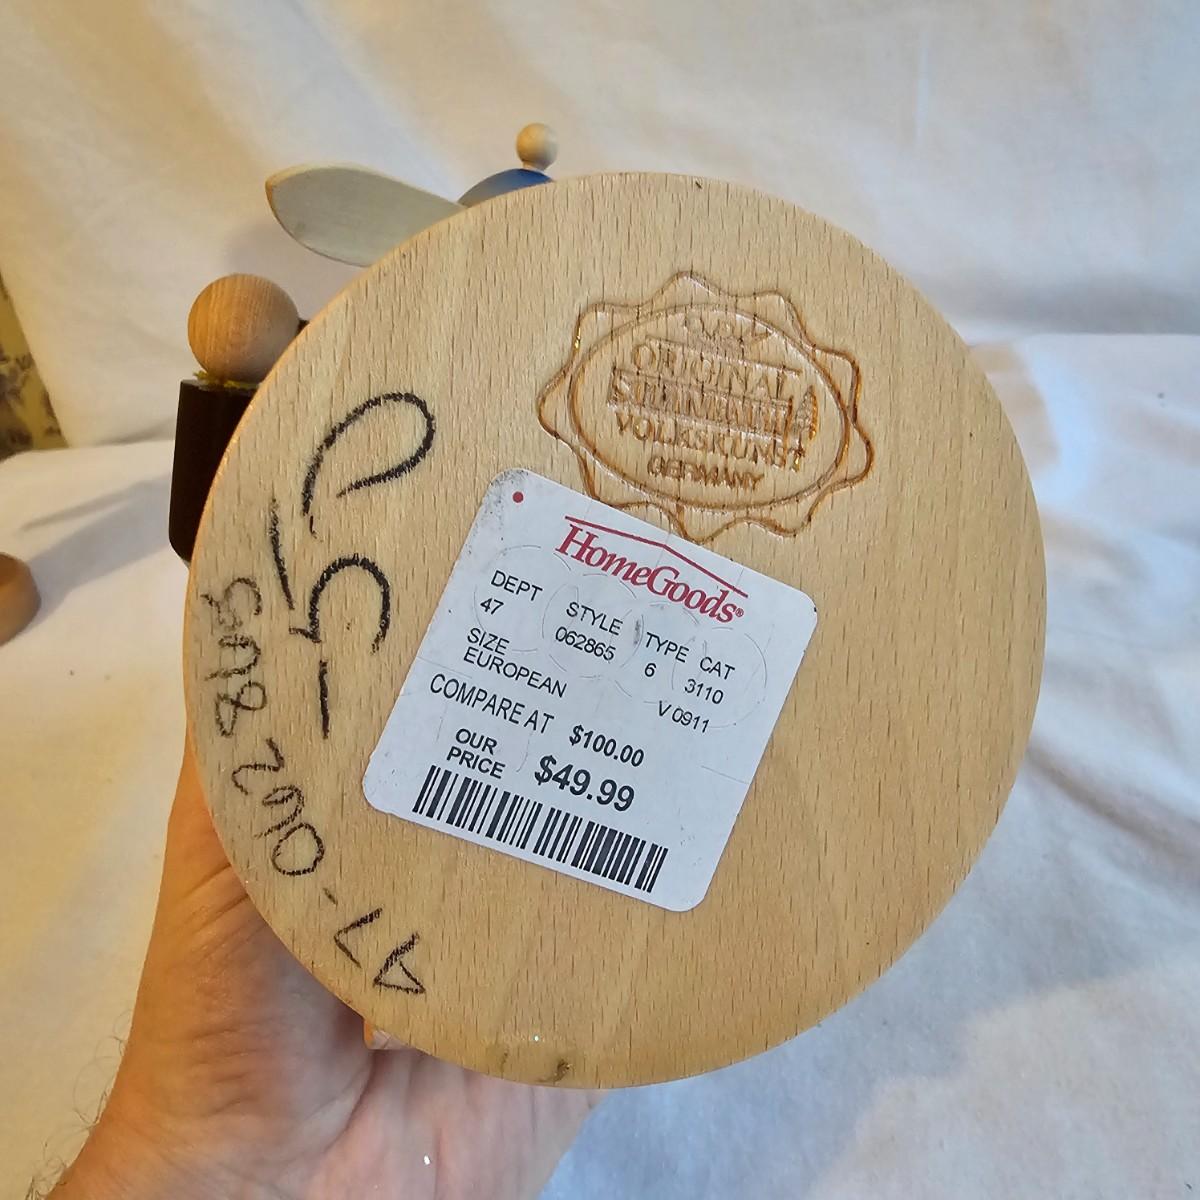 ORIGINAL
STEINBACH
VOLKSKUNST
GERMANY
HomeGoods®
DEPT STYLE TYPE CAT
47 062865 6 3110
SIZE V 0911
EUROPEAN
COMPARE AT $100.00
OUR PRICE $49.99
47-062865